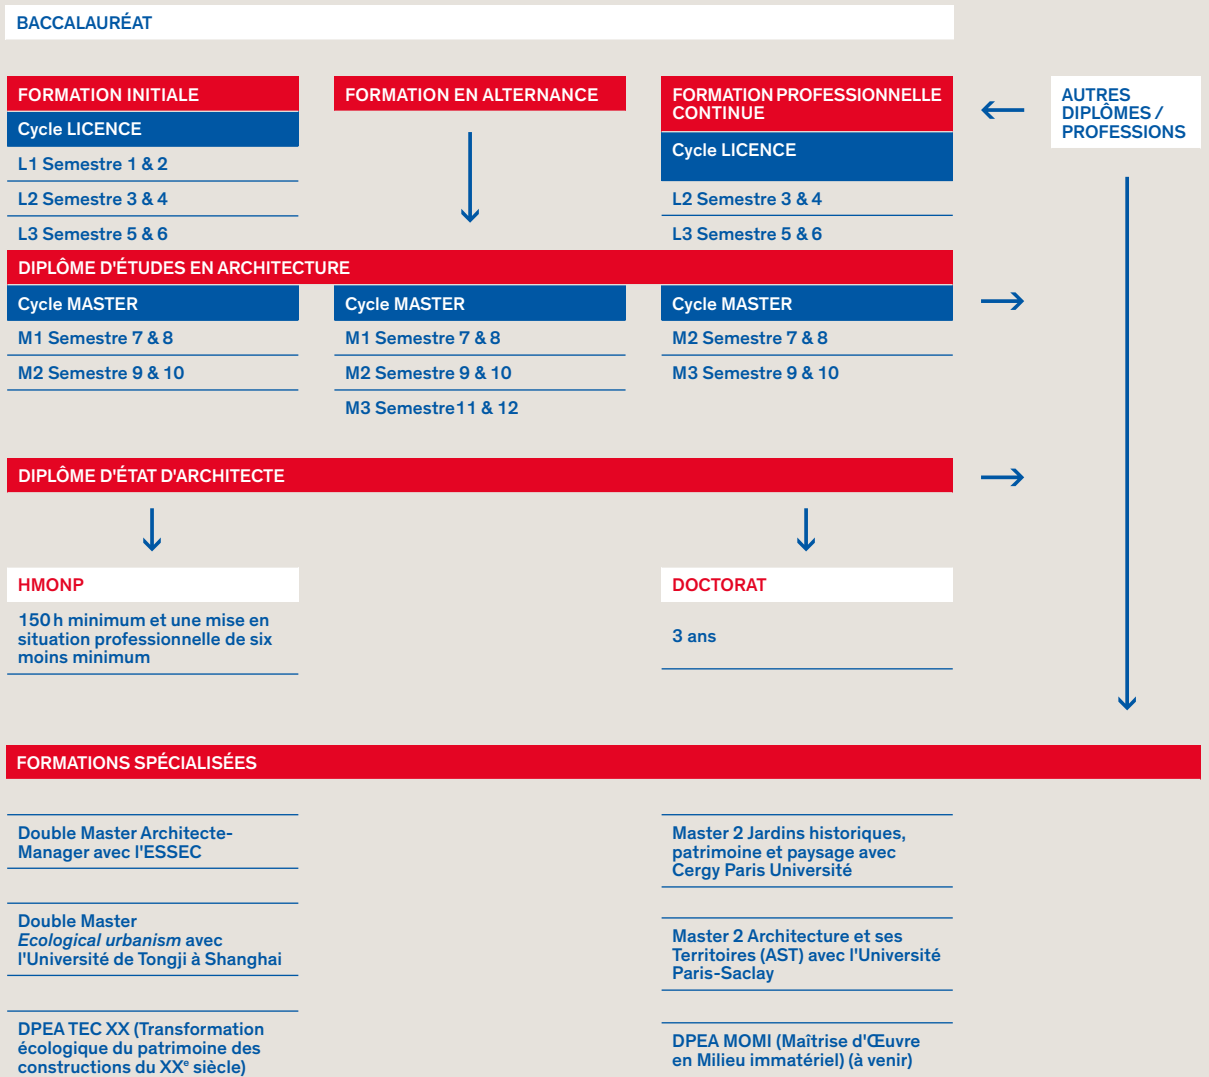 BACCALAURÉAT
FORMATION INITIALE
Cycle LICENCE
L1 Semestre 1 & 2
L2 Semestre 3 & 4
L3 Semestre 5 & 6
FORMATION EN ALTERNANCE
FORMATION PROFESSIONNELLE
CONTINUE
Cycle LICENCE
L2 Semestre 3 & 4
L3 Semestre 5 & 6
AUTRES
DIPLÔMES /
PROFESSIONS
DIPLÔME D'ÉTUDES EN ARCHITECTURE
Cycle MASTER
M1 Semestre 7 & 8
M2 Semestre 9 & 10
Cycle MASTER
M1 Semestre 7 & 8
M2 Semestre 9 & 10
M3 Semestre11 & 12
Cycle MASTER
M2 Semestre 7 & 8
M3 Semestre 9 & 10
DIPLÔME D'ÉTAT D'ARCHITECTE
HMONP
150 h minimum et une mise en
situation professionelle de six
moins minimum
DOCTORAT
3 ans
FORMATIONS SPÉCIALISÉES
Double Master Architecte-
Manager avec l'ESSEC
Double Master
Ecological urbanism avec
l'Université de Tongji à Shanghai
DPEA TEC XX (Transformation
écologique du patrimoine des
constructions du XXe siècle)
Master 2 Jardins historiques,
patrimoine et paysage avec
Cergy Paris Université
Master 2 Architecture et ses
Territoires (AST) avec l'Université
Paris-Saclay
DPEA MOMI (Maîtrise d'Œuvre
en Milieu immatériel) (à venir)